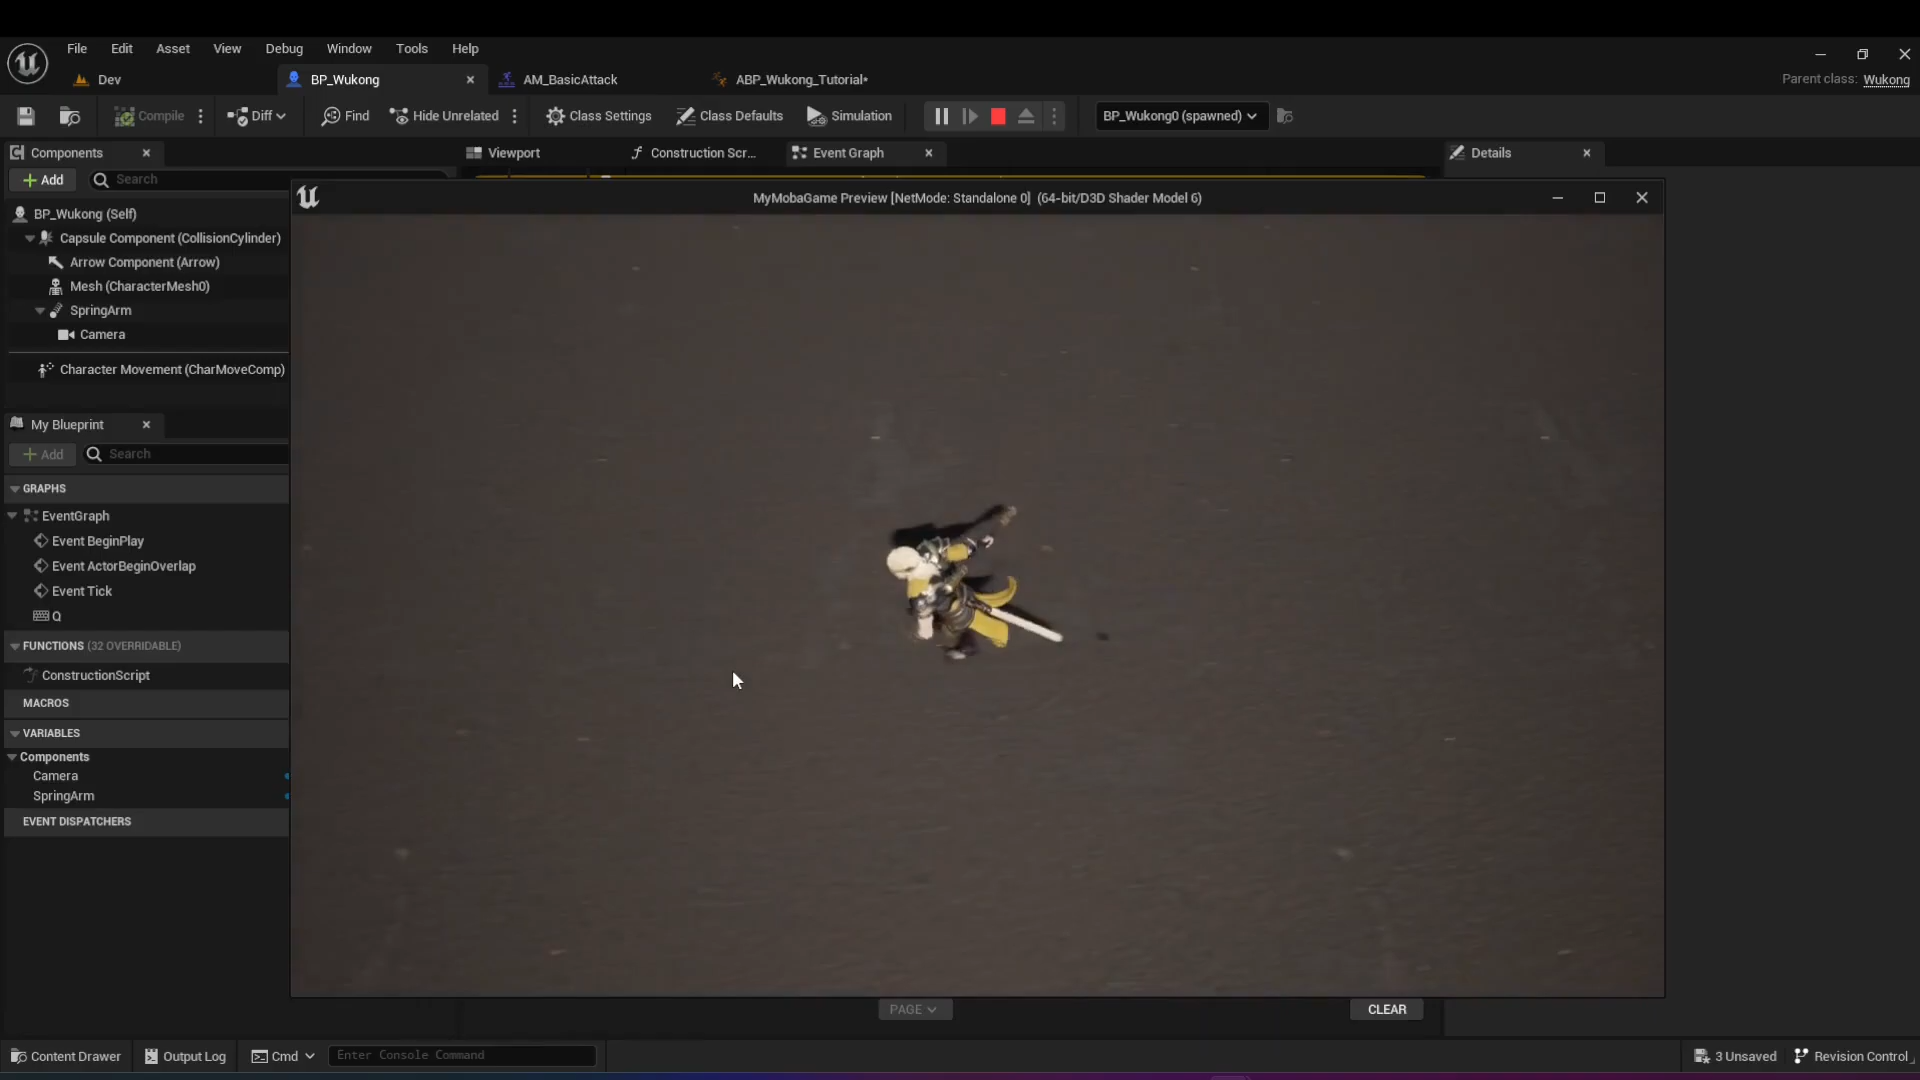 File Edit Asset View Debug Window Tools Help
Dev BP_Wukong AM_BasicAttack ABP_Wukong_Tutorial* Parent class: Wukong
Compile Diff Find Hide Unrelated Class Settings Class Defaults Simulation BP_Wukong0 (spawned)
Components Viewport Construction Scr... Event Graph Details
+ Add Search
MyMobaGame Preview [NetMode: Standalone 0] (64-bit/D3D Shader Model 6)
BP_Wukong (Self)
Capsule Component (CollisionCylinder)
Arrow Component (Arrow)
Mesh (CharacterMesh0)
SpringArm
Camera
Character Movement (CharMoveComp)
My Blueprint
+ Add Search
GRAPHS
EventGraph
Event BeginPlay
Event ActorBeginOverlap
Event Tick
Q
FUNCTIONS (32 OVERRIDABLE)
ConstructionScript
MACROS
VARIABLES
Components
Camera
SpringArm
EVENT DISPATCHERS
PAGE CLEAR
Content Drawer Output Log Cmd Enter Console Command 3 Unsaved Revision Control